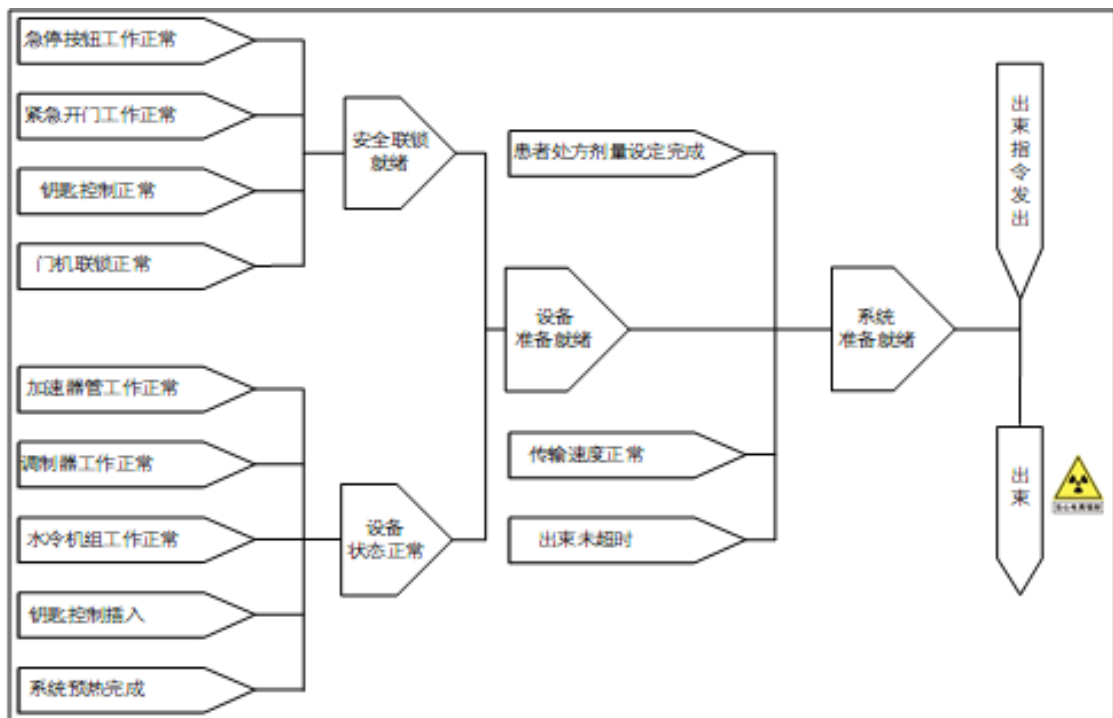 急停按钮工作正常
紧急开门工作正常
钥匙控制正常
门机联锁正常
安全联锁
就绪
加速器管工作正常
调制器工作正常
水冷机组工作正常
钥匙控制插入
系统预热完成
设备
状态正常
设备
准备就绪
患者处方剂量设定完成
传输速度正常
出束未超时
系统
准备就绪
出束指令发出
出束
当心电离辐射